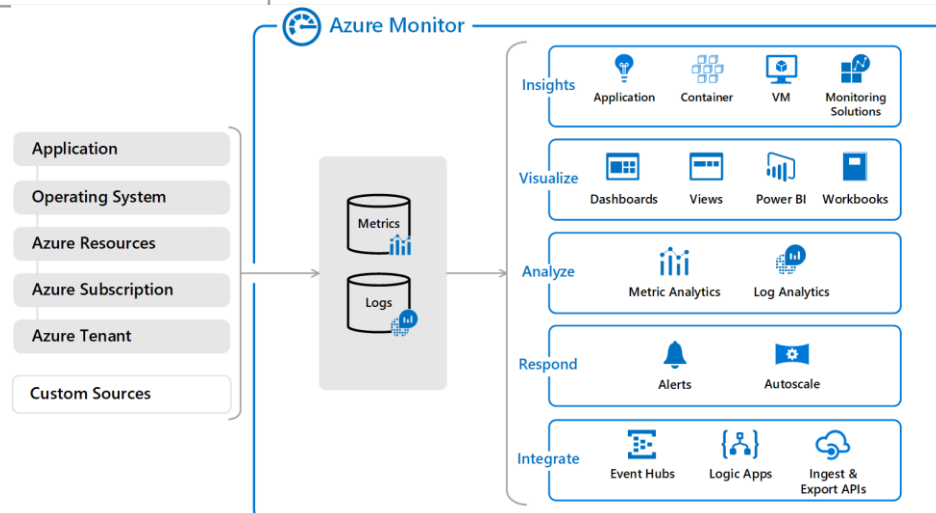 Azure Monitor
Application
Operating System
Azure Resources
Azure Subscription
Azure Tenant
Custom Sources
Metrics
Logs
Insights
Application
Container
VM
Monitoring
Solutions
Visualize
Dashboards
Views
Power BI
Workbooks
Analyze
Metric Analytics
Log Analytics
Respond
Alerts
Autoscale
Integrate
Event Hubs
Logic Apps
Ingest &
Export APIs